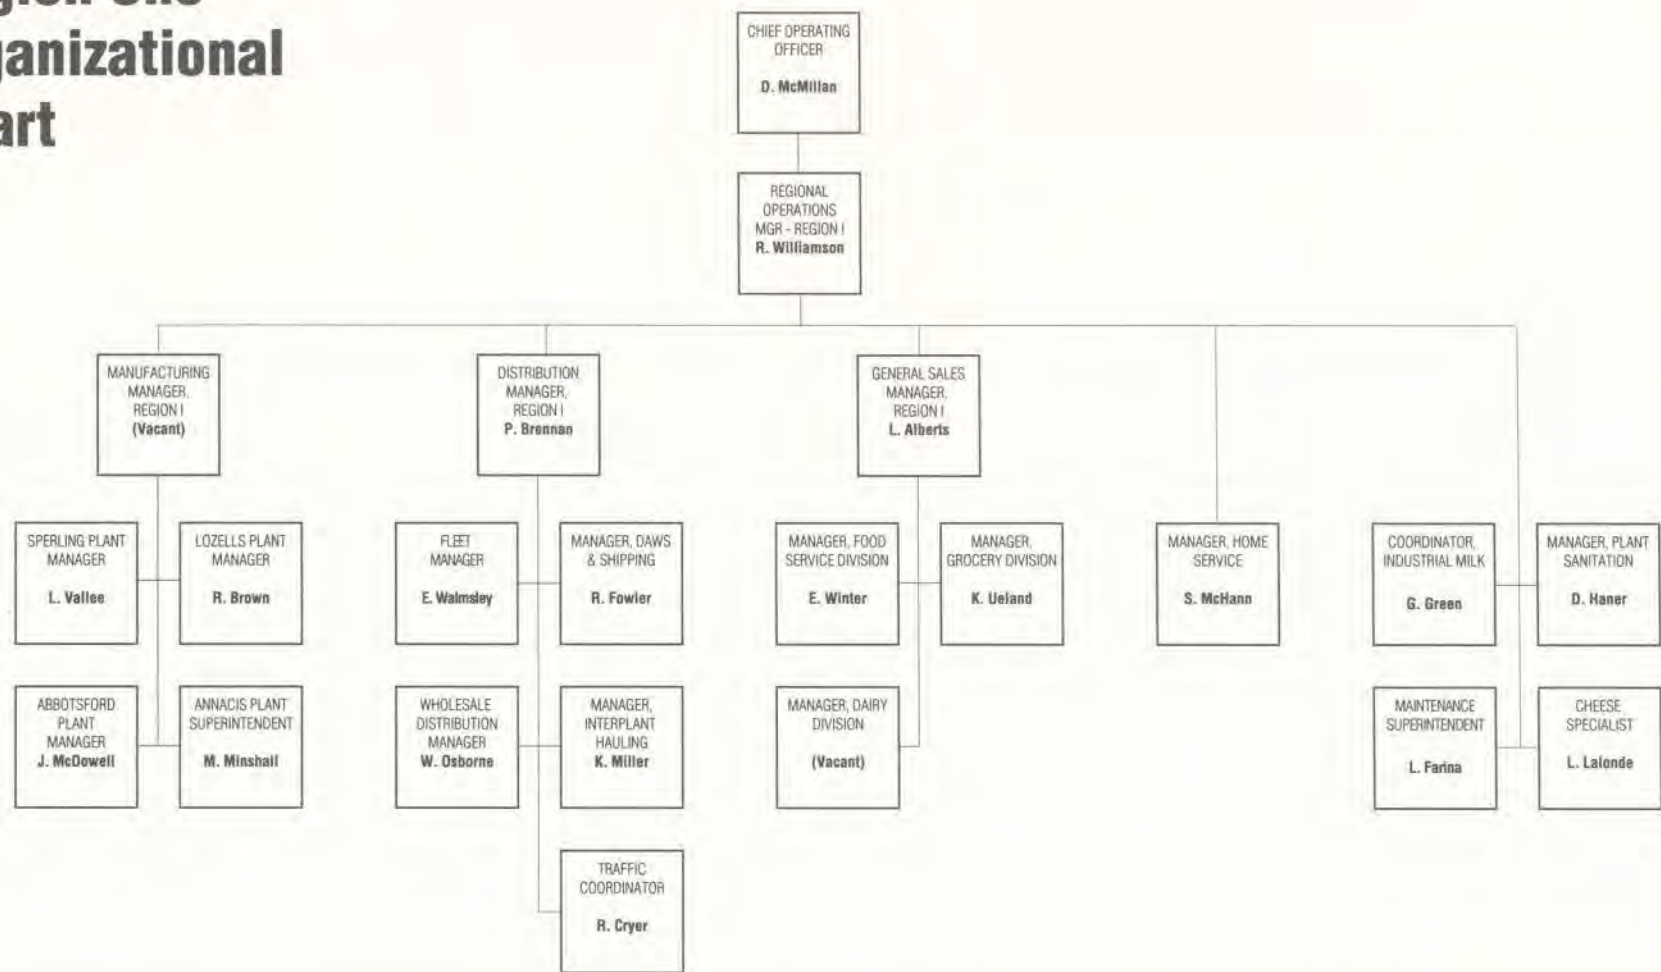 ganizational
art
CHIEF OPERATING
OFFICER
D. McMillan
REGIONAL
OPERATIONS
MGR - REGION I
R. Williamson
MANUFACTURING
MANAGER,
REGION I
(Vacant)
DISTRIBUTION
MANAGER,
REGION I
P. Brennan
GENERAL SALES
MANAGER,
REGION I
L. Alberts
SPERLING PLANT
MANAGER
L. Vallee
LOZELLS PLANT
MANAGER
R. Brown
FLEET
MANAGER
E. Walmsley
MANAGER, DAWS
& SHIPPING
R. Fowler
MANAGER, FOOD
SERVICE DIVISION
E. Winter
MANAGER,
GROCERY DIVISION
K. Ueland
MANAGER, HOME
SERVICE
S. McHann
COORDINATOR,
INDUSTRIAL MILK
G. Green
MANAGER, PLANT
SANITATION
D. Haner
ABBOTSFORD
PLANT
MANAGER
J. McDowell
ANNACIS PLANT
SUPERINTENDENT
M. Minshall
WHOLESALE
DISTRIBUTION
MANAGER
W. Osborne
MANAGER,
INTERPLANT
HAULING
K. Miller
MANAGER, DAIRY
DIVISION
(Vacant)
MAINTENANCE
SUPERINTENDENT
L. Farina
CHEESE
SPECIALIST
L. Lalonde
TRAFFIC
COORDINATOR
R. Cryer